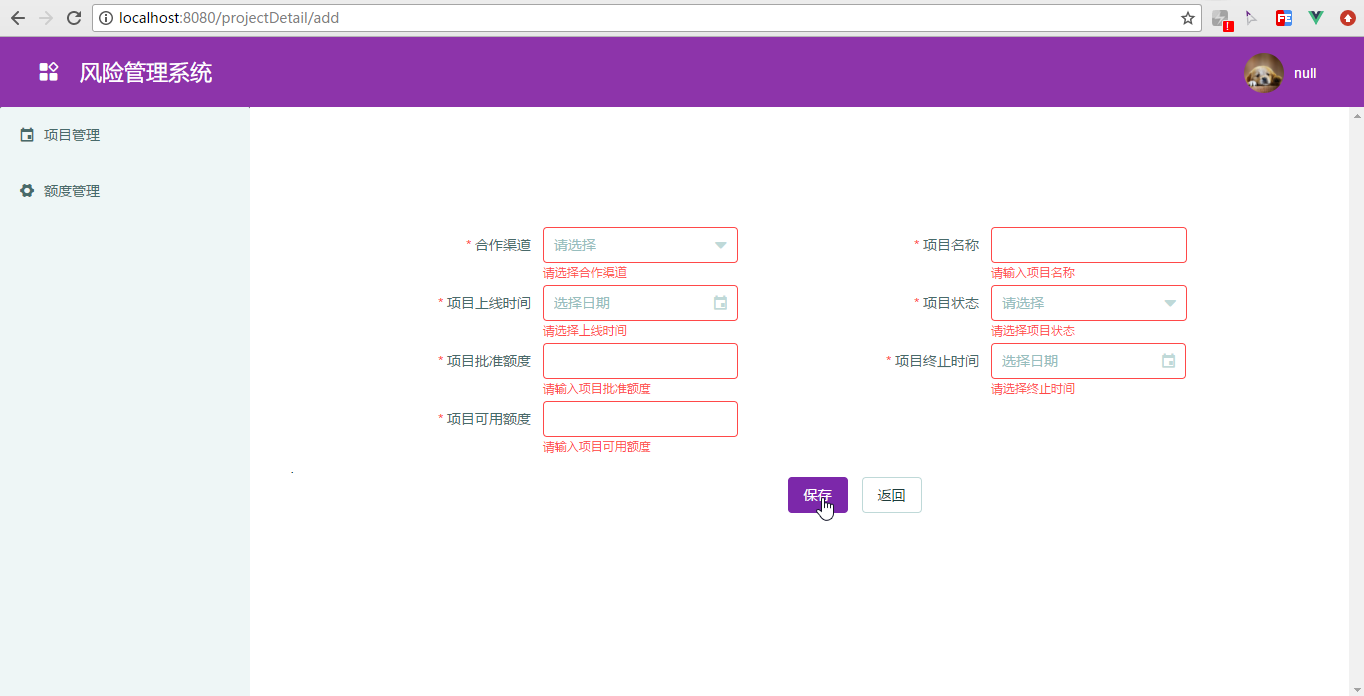 localhost:8080/projectDetail/add
风险管理系统
null
项目管理
额度管理
* 合作渠道 请选择
* 项目名称
请选择合作渠道
请输入项目名称
* 项目上线时间 选择日期
* 项目状态 请选择
请选择上线时间
请选择项目状态
* 项目批准额度
* 项目终止时间 选择日期
请输入项目批准额度
请选择终止时间
* 项目可用额度
请输入项目可用额度
保存
返回